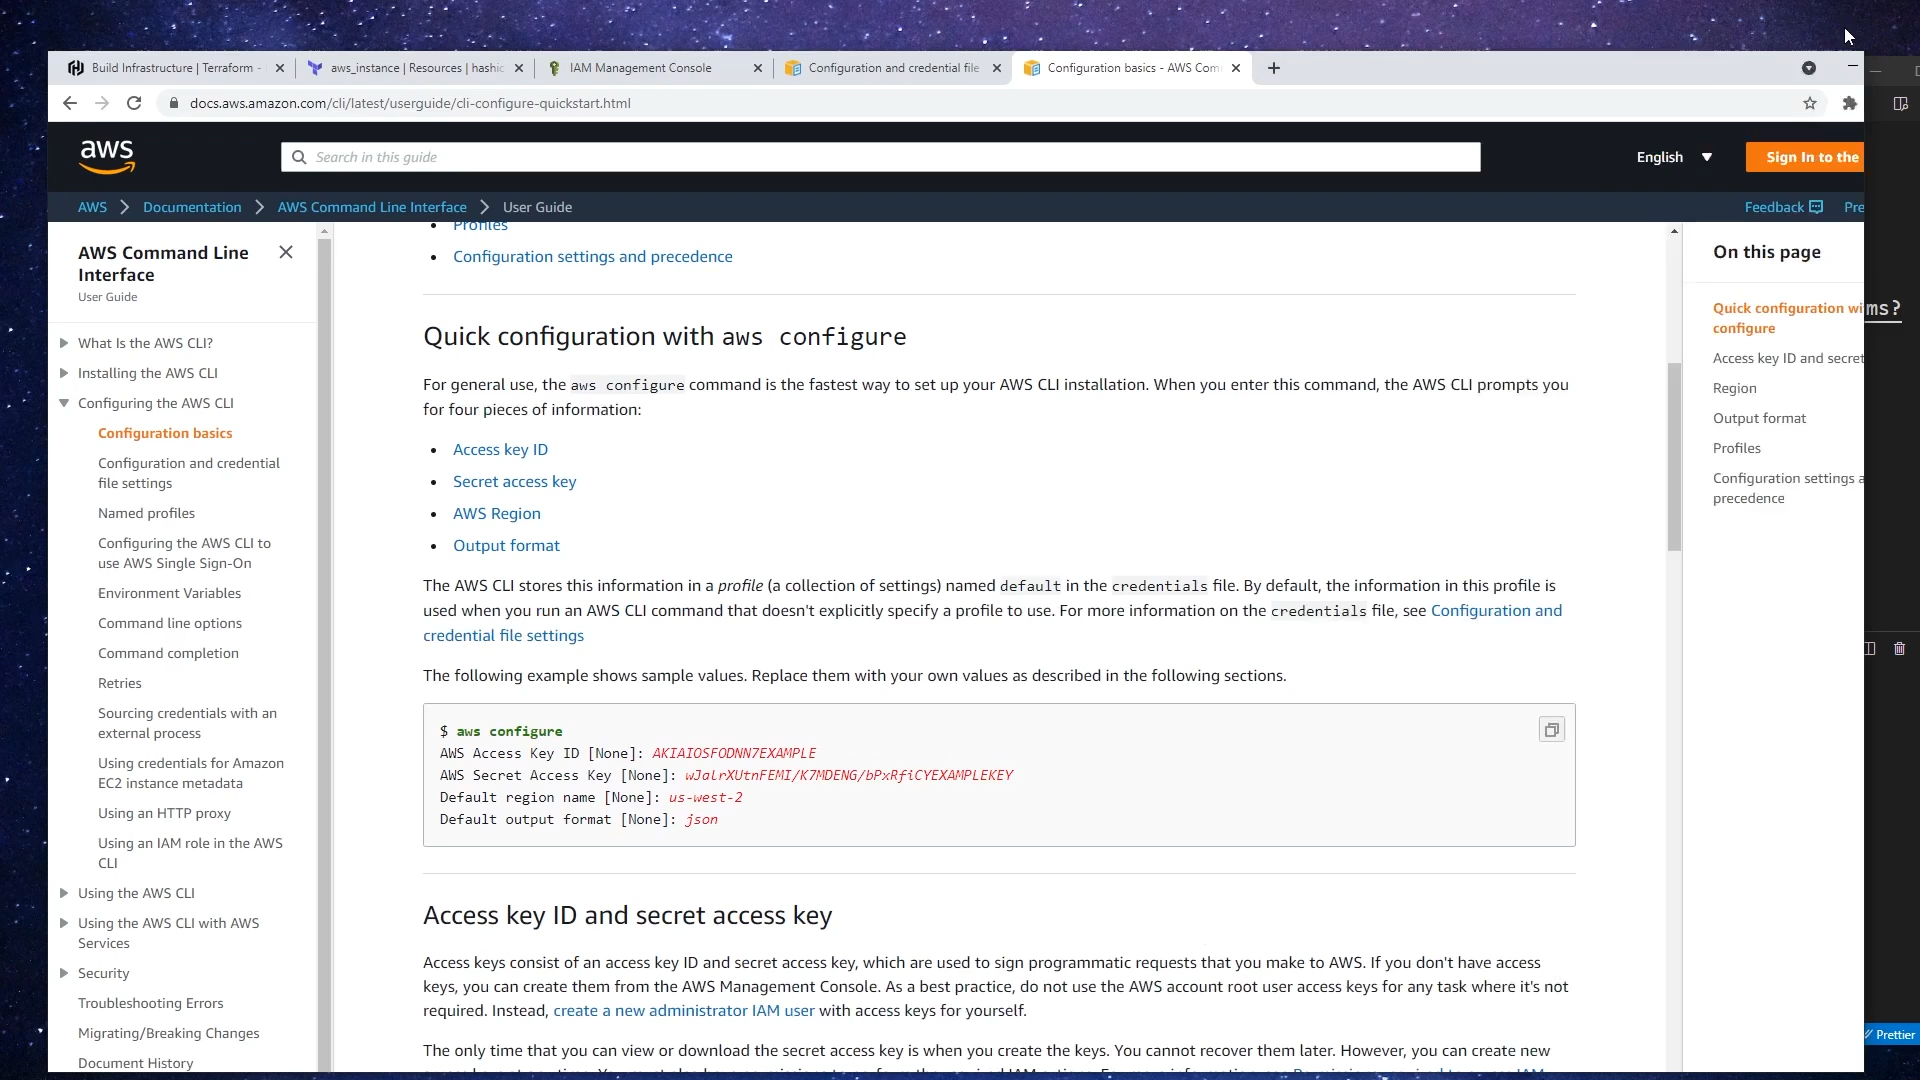 Build Infrastructure | Terraform -
aws_instance | Resources | hashic
IAM Management Console
Configuration and credential file
Configuration basics - AWS Com
docs.aws.amazon.com/cli/latest/userguide/cli-configure-quickstart.html
aws
Search in this guide
English
Sign In to the
AWS
Documentation
AWS Command Line Interface
User Guide
Feedback
Pre
AWS Command Line
Interface
User Guide
What Is the AWS CLI?
Installing the AWS CLI
Configuring the AWS CLI
Configuration basics
Configuration and credential
file settings
Named profiles
Configuring the AWS CLI to
use AWS Single Sign-On
Environment Variables
Command line options
Command completion
Retries
Sourcing credentials with an
external process
Using credentials for Amazon
EC2 instance metadata
Using an HTTP proxy
Using an IAM role in the AWS
CLI
Using the AWS CLI
Using the AWS CLI with AWS
Services
Security
Troubleshooting Errors
Migrating/Breaking Changes
Document History
Profiles
Configuration settings and precedence
Quick configuration with aws configure
For general use, the aws configure command is the fastest way to set up your AWS CLI installation. When you enter this command, the AWS CLI prompts you
for four pieces of information:
Access key ID
Secret access key
AWS Region
Output format
The AWS CLI stores this information in a profile (a collection of settings) named default in the credentials file. By default, the information in this profile is
used when you run an AWS CLI command that doesn't explicitly specify a profile to use. For more information on the credentials file, see Configuration and
credential file settings
The following example shows sample values. Replace them with your own values as described in the following sections.
$ aws configure
AWS Access Key ID [None]: AKIAIOSFODNN7EXAMPLE
AWS Secret Access Key [None]: wJalrXUtnFEMI/K7MDENG/bPxRfiCYEXAMPLEKEY
Default region name [None]: us-west-2
Default output format [None]: json
Access key ID and secret access key
Access keys consist of an access key ID and secret access key, which are used to sign programmatic requests that you make to AWS. If you don't have access
keys, you can create them from the AWS Management Console. As a best practice, do not use the AWS account root user access keys for any task where it's not
required. Instead, create a new administrator IAM user with access keys for yourself.
The only time that you can view or download the secret access key is when you create the keys. You cannot recover them later. However, you can create new
On this page
Quick configuration wi
configure
Access key ID and secret
Region
Output format
Profiles
Configuration settings a
precedence
ms?
Prettier